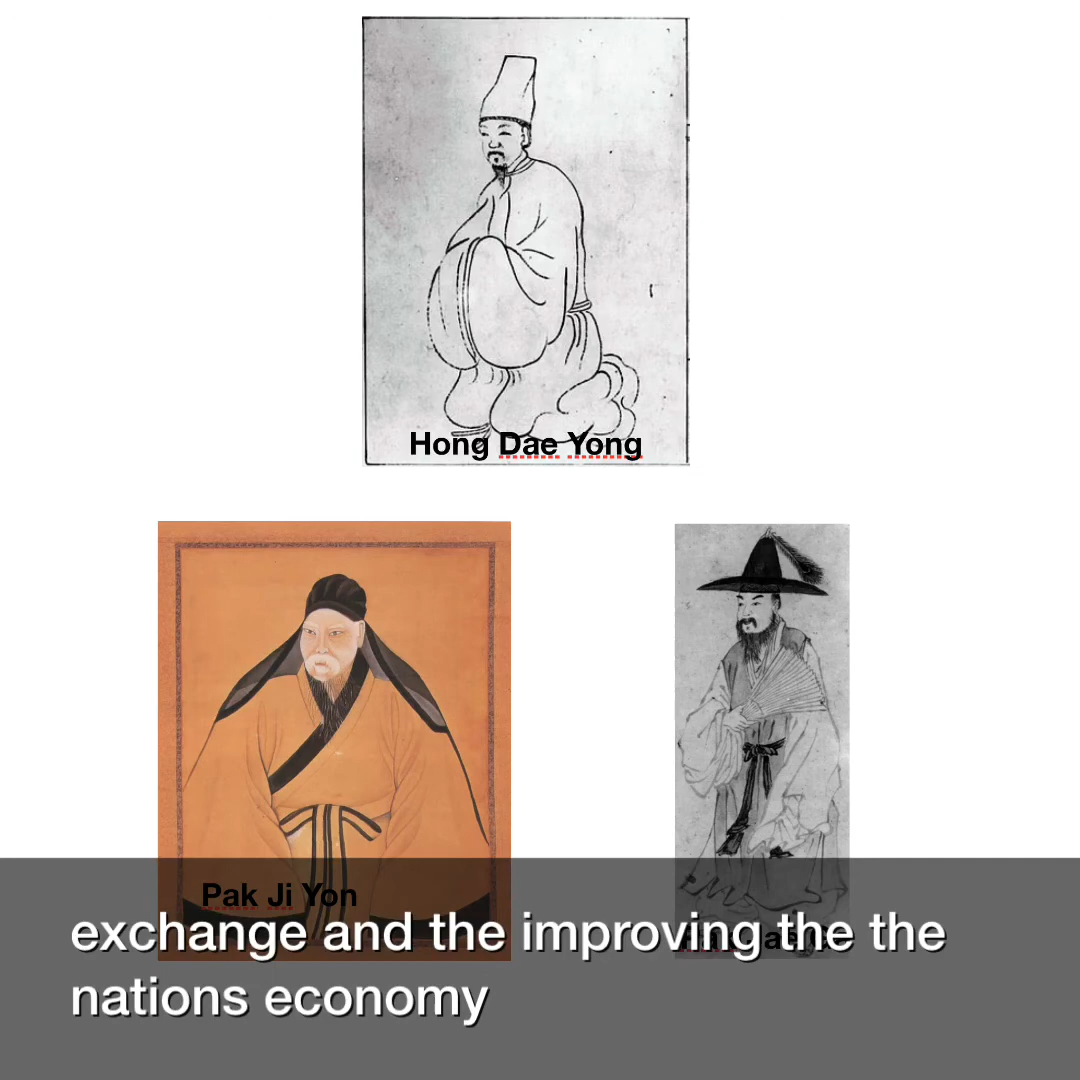 Hong Dae Yong
Pak Ji Yon
exchange and the improving the the
nations economy